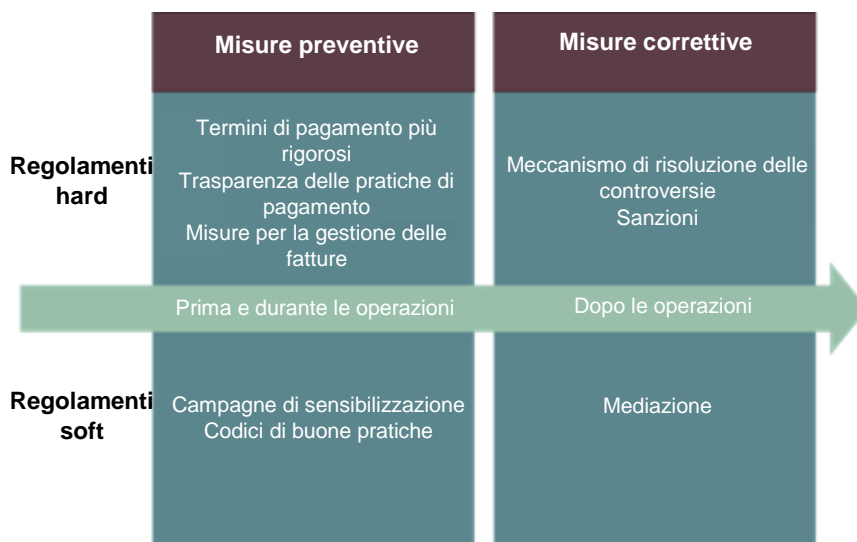 Misure preventive
Misure correttive
Regolamenti
hard
Termini di pagamento più
rigorosi
Trasparenza delle pratiche di
pagamento
Misure per la gestione delle
fatture
Meccanismo di risoluzione delle
controversie
Sanzioni
Prima e durante le operazioni
Dopo le operazioni
Regolamenti
soft
Campagne di sensibilizzazione
Codici di buone pratiche
Mediazione